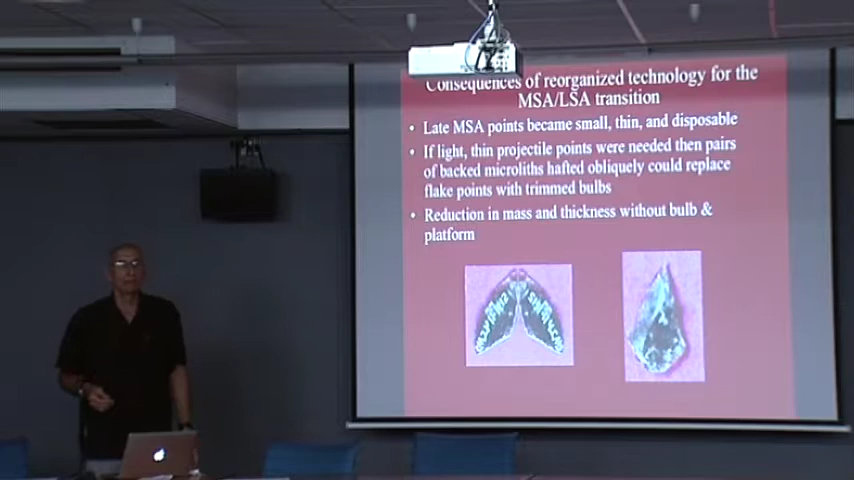 Consequences of reorganized technology for the
MSA/LSA transition
• Late MSA points became small, thin, and disposable
• If light, thin projectile points were needed then pairs
of backed microliths hafted obliquely could replace
flake points with trimmed bulbs
• Reduction in mass and thickness without bulb &
platform